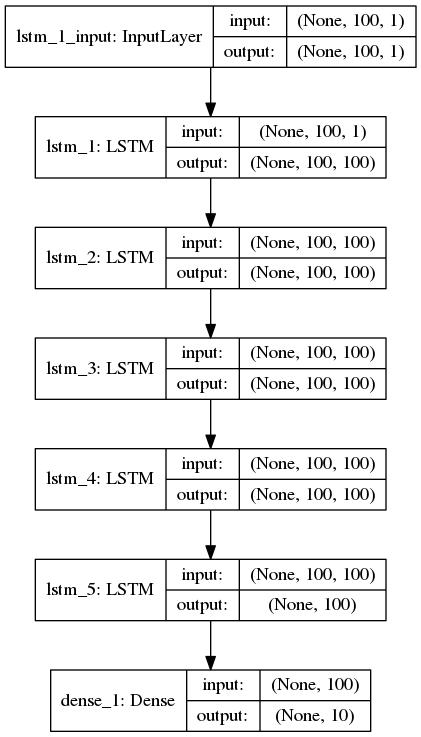 lstm_1_input: InputLayer
input: (None, 100, 1)
output: (None, 100, 1)
lstm_1: LSTM
input: (None, 100, 1)
output: (None, 100, 100)
lstm_2: LSTM
input: (None, 100, 100)
output: (None, 100, 100)
lstm_3: LSTM
input: (None, 100, 100)
output: (None, 100, 100)
lstm_4: LSTM
input: (None, 100, 100)
output: (None, 100, 100)
lstm_5: LSTM
input: (None, 100, 100)
output: (None, 100)
dense_1: Dense
input: (None, 100)
output: (None, 10)